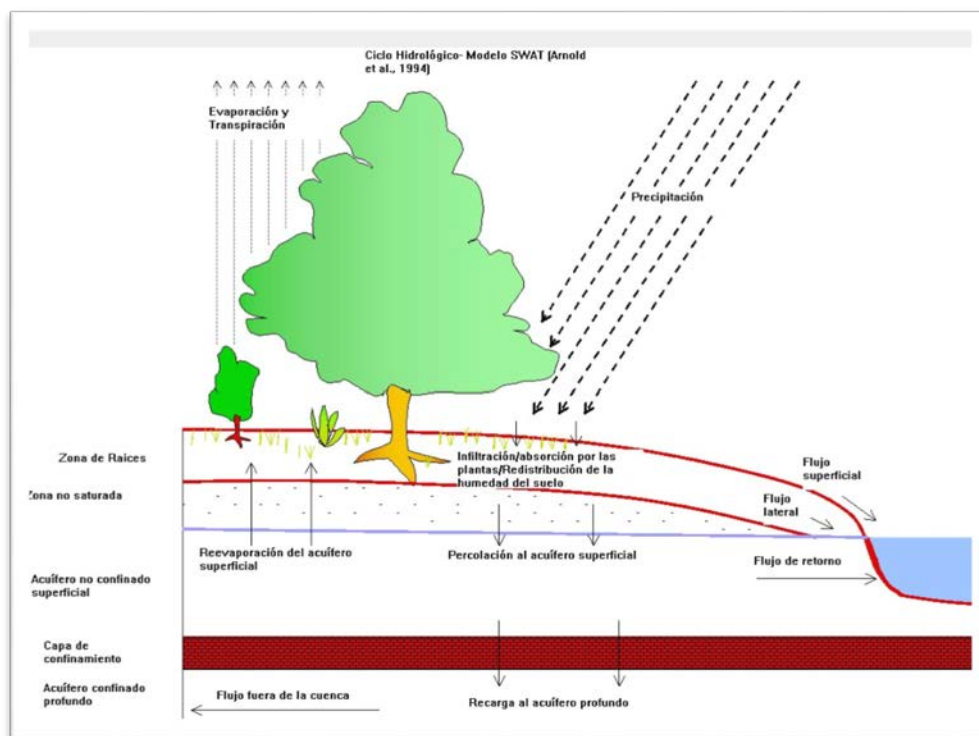 Ciclo Hidrológico- Modelo SWAT (Arnold
et al., 1994)
Evaporación y
Transpiración
Precipitación
Zona de Raices
Infiltración/absorción por las
plantas/Redistribución de la
humedad del suelo
Flujo
superficial
Zona no saturada
Flujo
lateral
Reevaporación del acuífero
superficial
Percolación al acuífero superficial
Flujo de retorno
Acuífero no confinado
superficial
Capa de
confinamiento
Acuífero confinado
profundo
Flujo fuera de la cuenca
Recarga al acuífero profundo